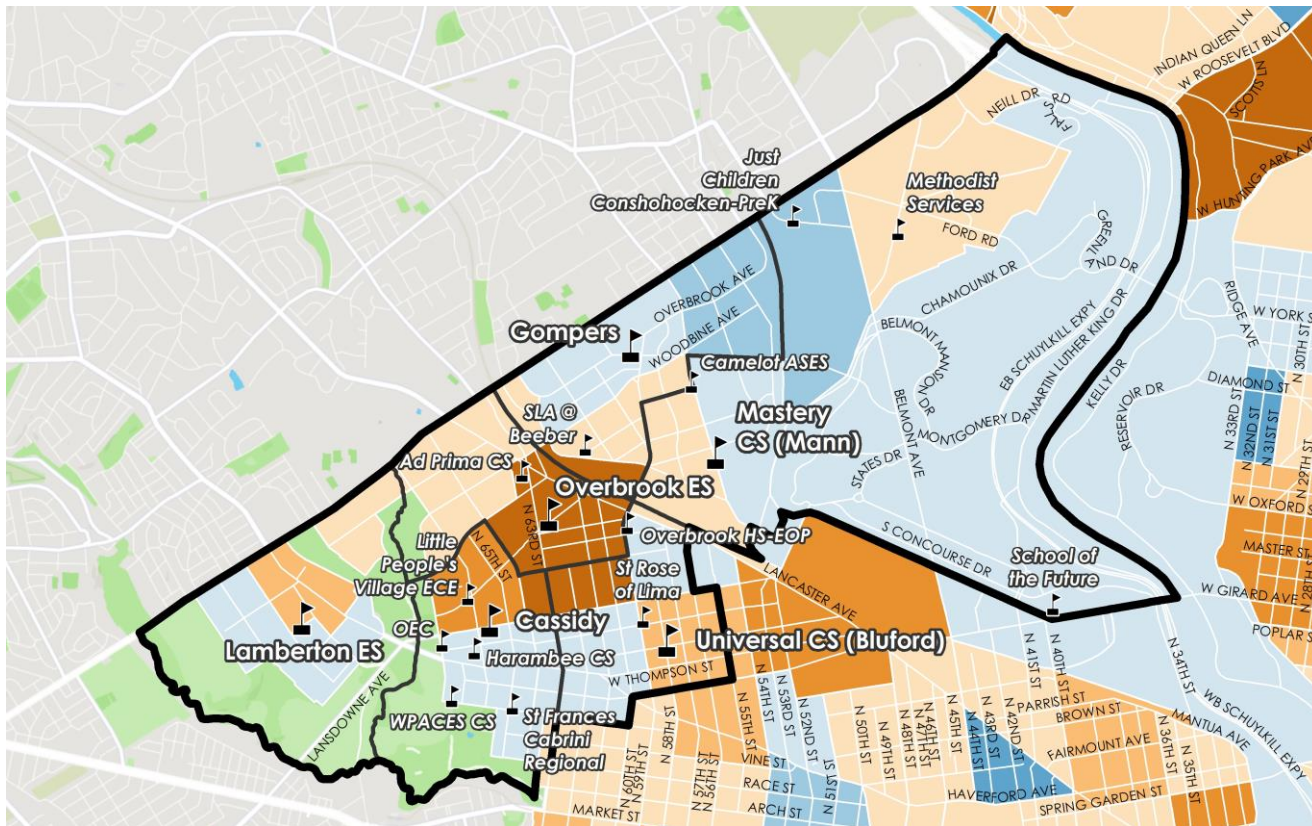 INDIAN QUEEN LN
W ROOSEVELT BLVD
SCOTTS LN
NEILL DR
FALLS RD
W HUNTING PARK AVE
Just
Children
Conshohocken-PreK
Methodist
Services
FORD RD
GREENLAND DR
CHAMOUNIX DR
OVERBROOK AVE
WOODBINE AVE
Gompers
BELMONT MANSION DR
EB SCHUYLKILL EXPY
MARTIN LUTHER KING DR
KELLY DR
RESERVOIR DR
RIDGE AVE
W YORK ST
N 30TH ST
DIAMOND ST
N 33RD ST
N 32ND ST
N 31ST ST
N 29TH ST
Camelot ASES
Mastery
CS (Mann)
BELMONT AVE
MONTGOMERY DR
STATES DR
SLA @
Beeber
Ad Prima CS
Overbrook ES
N 63RD ST
W OXFORD ST
MASTER ST
N 28TH ST
Overbrook HS-EOP
S CONCOURSE DR
School of
the Future
Little
People's
Village ECE
N 65TH ST
St Rose
of Lima
LANCASTER AVE
W GIRARD AVE
POPLAR ST
Lamberton ES
OEC
Cassidy
Harambee CS
Universal CS (Bluford)
W THOMPSON ST
LANSDOWNE AVE
WPACES CS
St Frances
Cabrini
Regional
N 41ST ST
N 40TH ST
N 34TH ST
WB SCHUYLKILL EXPY
MANTUA AVE
N 60TH ST
N 59TH ST
N 58TH ST
N 57TH ST
N 56TH ST
N 55TH ST
N 54TH ST
N 53RD ST
N 52ND ST
N 51ST ST
N 50TH ST
N 49TH ST
N 48TH ST
N 47TH ST
N 46TH ST
N 45TH ST
N 44TH ST
N 43RD ST
N 42ND ST
PARRISH ST
BROWN ST
FAIRMOUNT AVE
N 36TH ST
N 35TH ST
VINE ST
RACE ST
ARCH ST
MARKET ST
HAVERFORD AVE
SPRING GARDEN ST